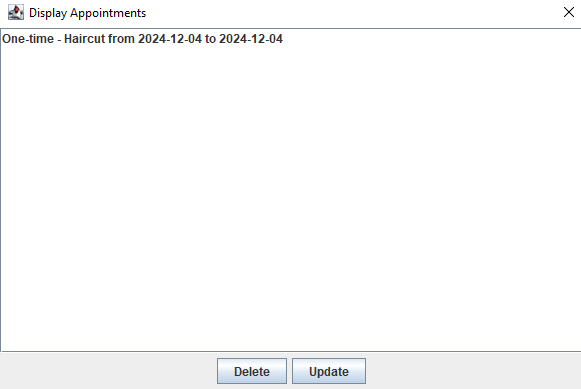 Display Appointments
One-time - Haircut from 2024-12-04 to 2024-12-04
Delete
Update